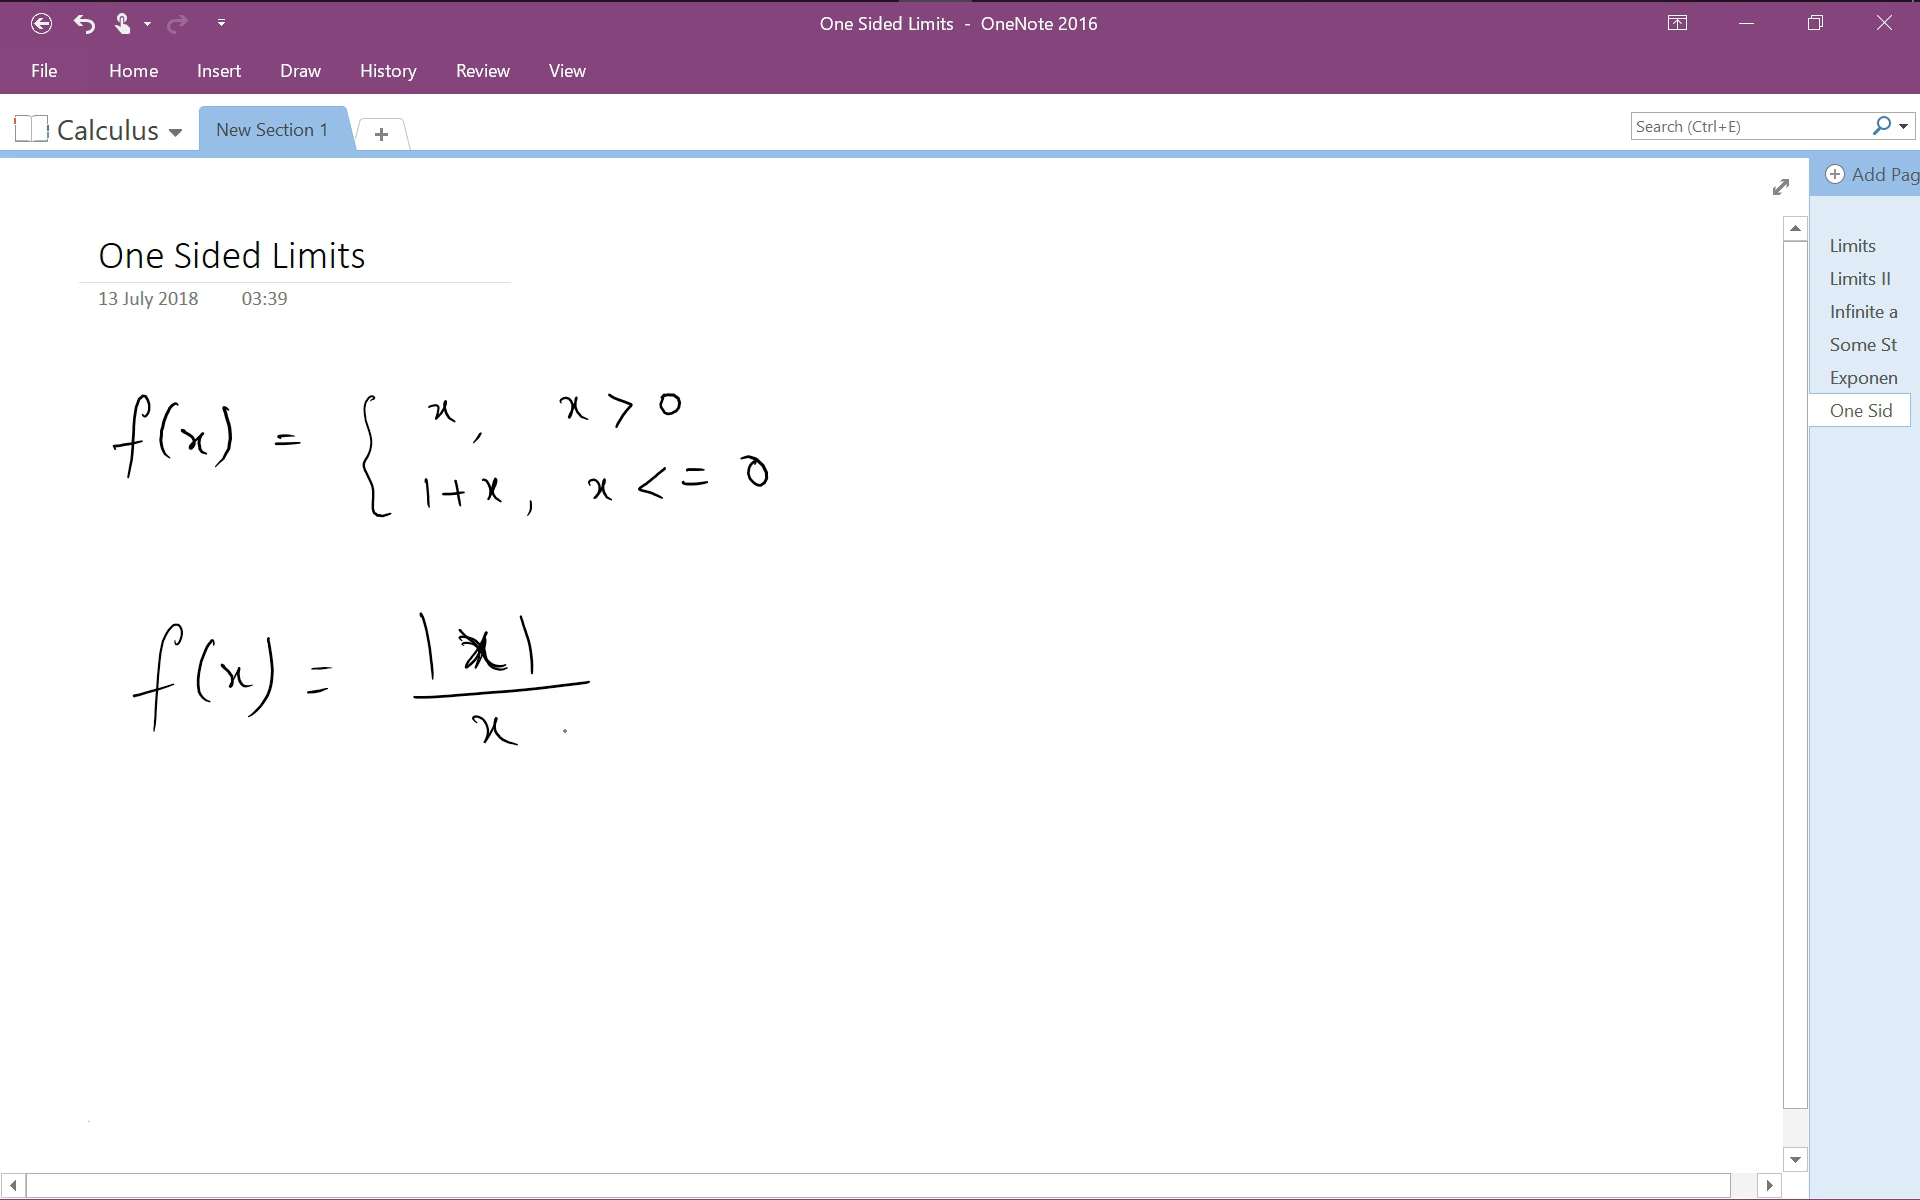 One Sided Limits - OneNote 2016
File Home Insert Draw History Review View
Calculus New Section 1 +
Search (Ctrl+E)
Add Pag
Limits
Limits II
Infinite a
Some St
Exponen
One Sid
One Sided Limits
13 July 2018 03:39
f(x) = { x, x > 0
1+x, x <= 0
f(x) = |x|
x